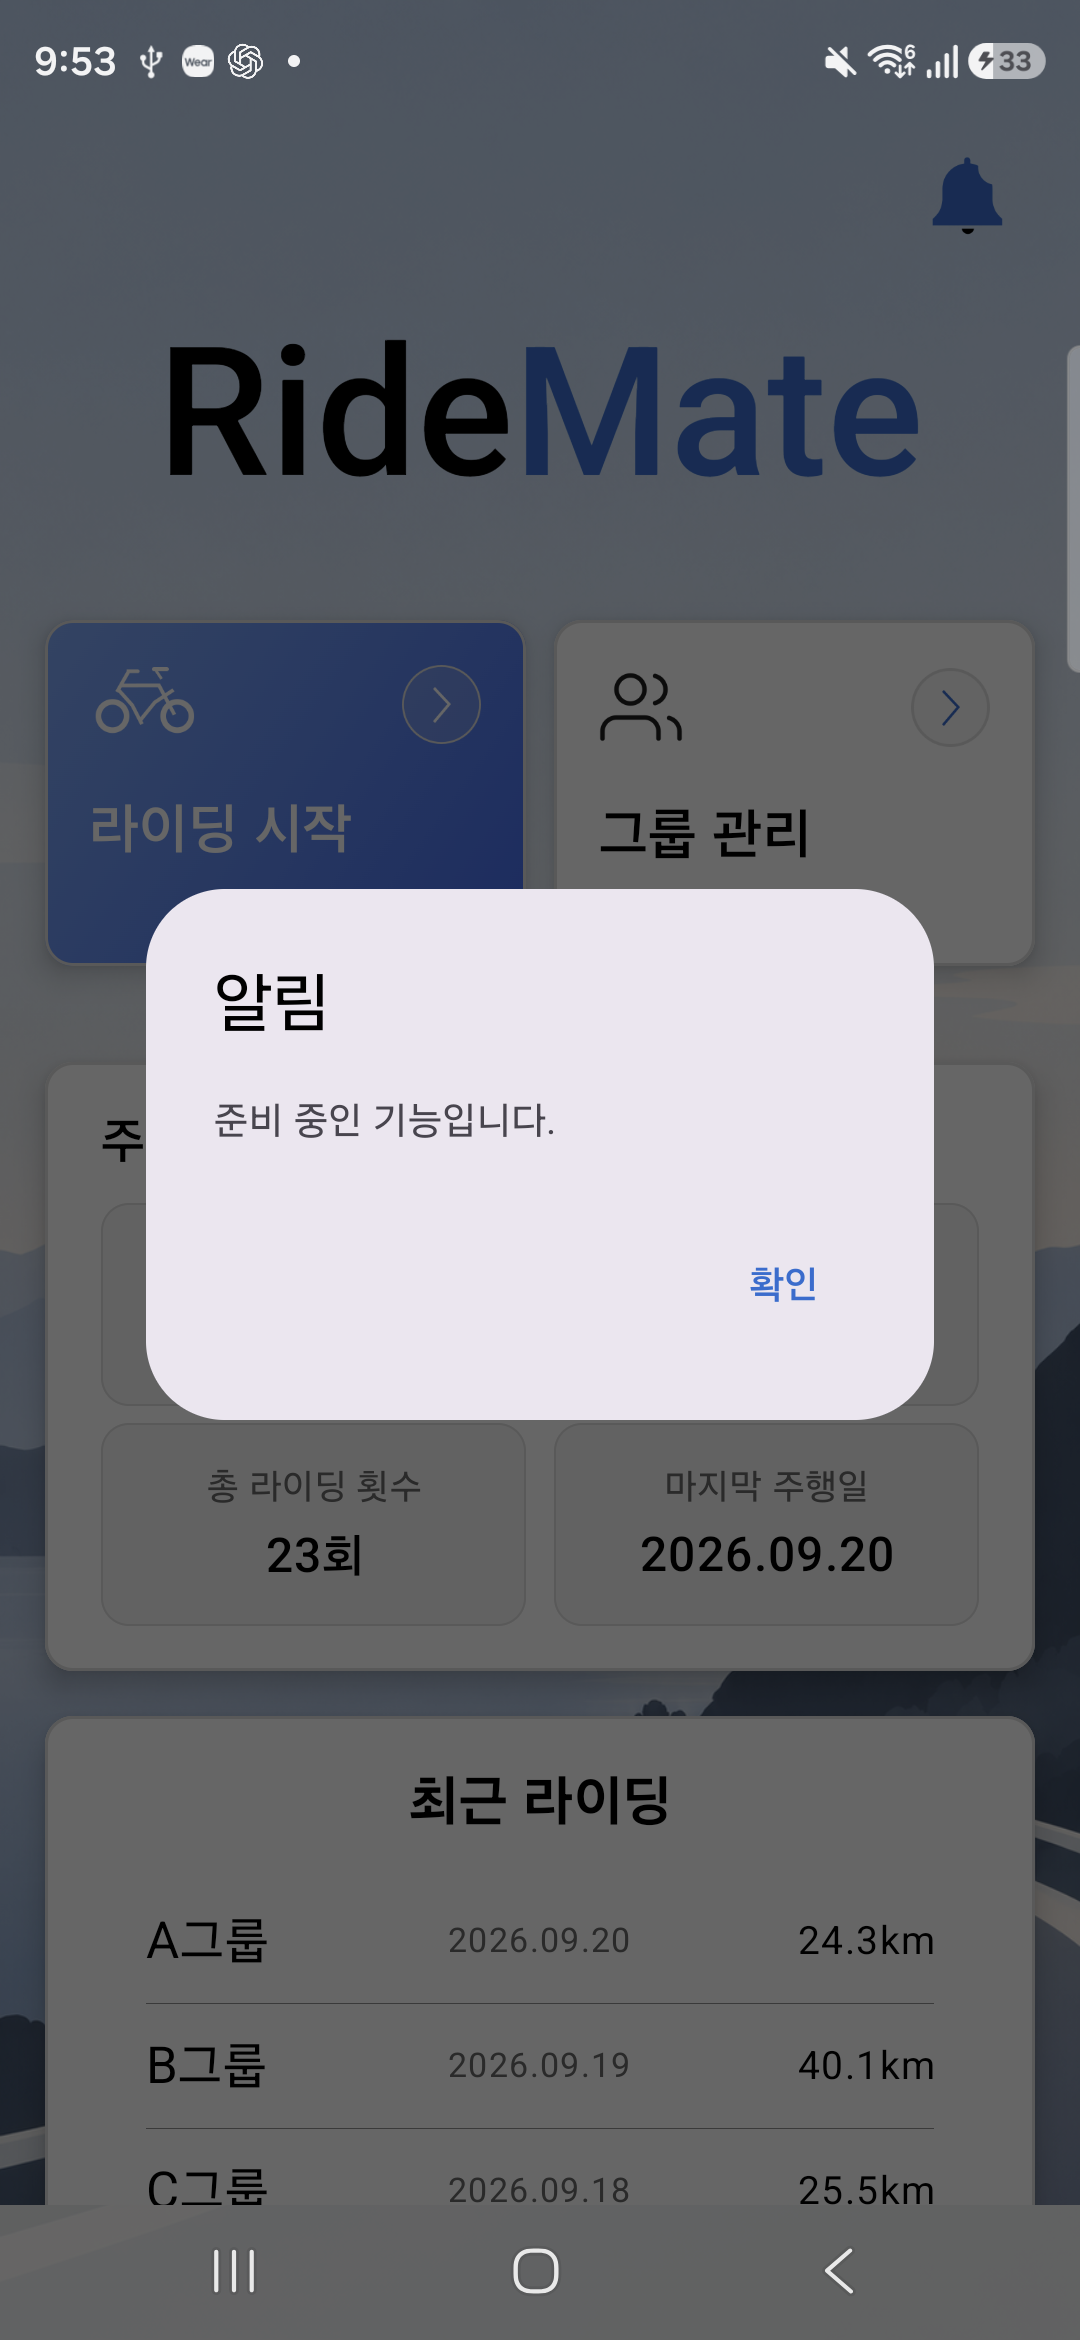 9:53
Wear
6
33
RideMate
라이딩 시작
그룹 관리
알림
준비 중인 기능입니다.
확인
주
총 라이딩 횟수
23회
마지막 주행일
2026.09.20
최근 라이딩
A그룹 2026.09.20 24.3km
B그룹 2026.09.19 40.1km
C그룹 2026.09.18 25.5km